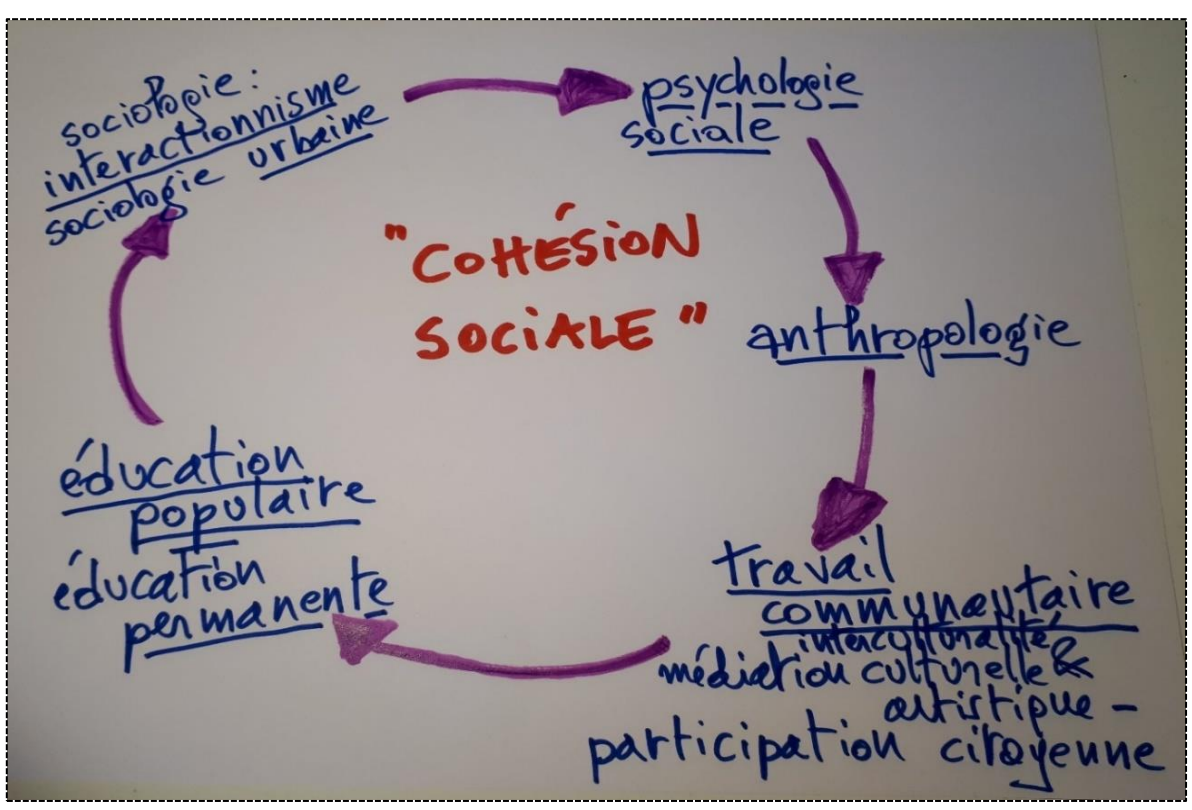 sociologie:
interactionnisme
sociologie urbaine
psychologie
sociale
"COHÉSiON
SOCiALE"
anthropologie
travail
communautaire
interculturalité
médiation culturelle &
artistique -
participation citoyenne
éducation
populaire
éducation
permanente